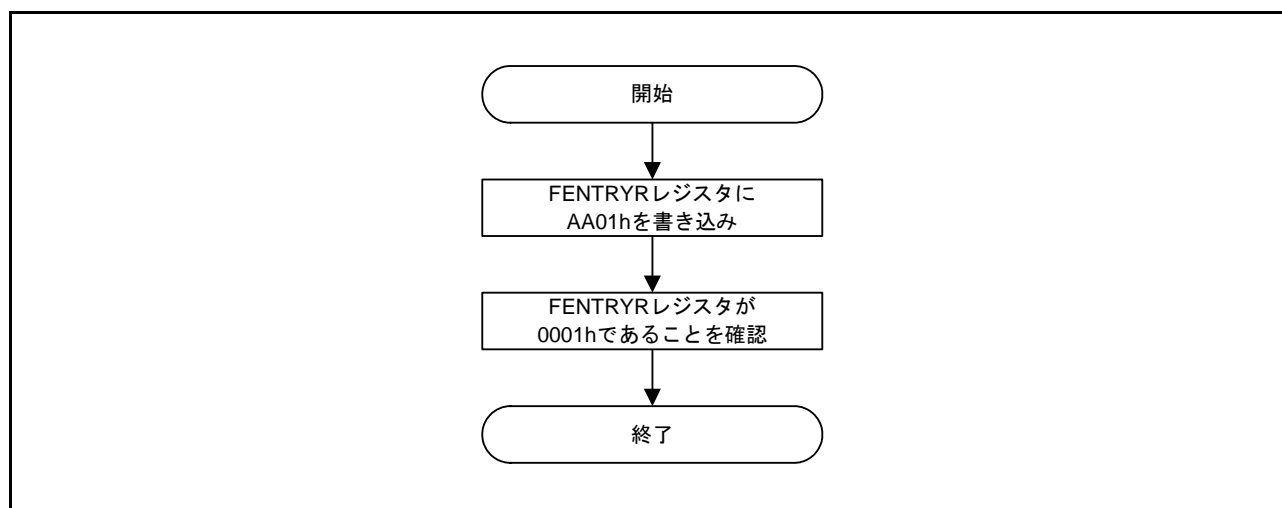 開始
FENTRYRレジスタに
AA01hを書き込み
FENTRYRレジスタが
0001hであることを確認
終了